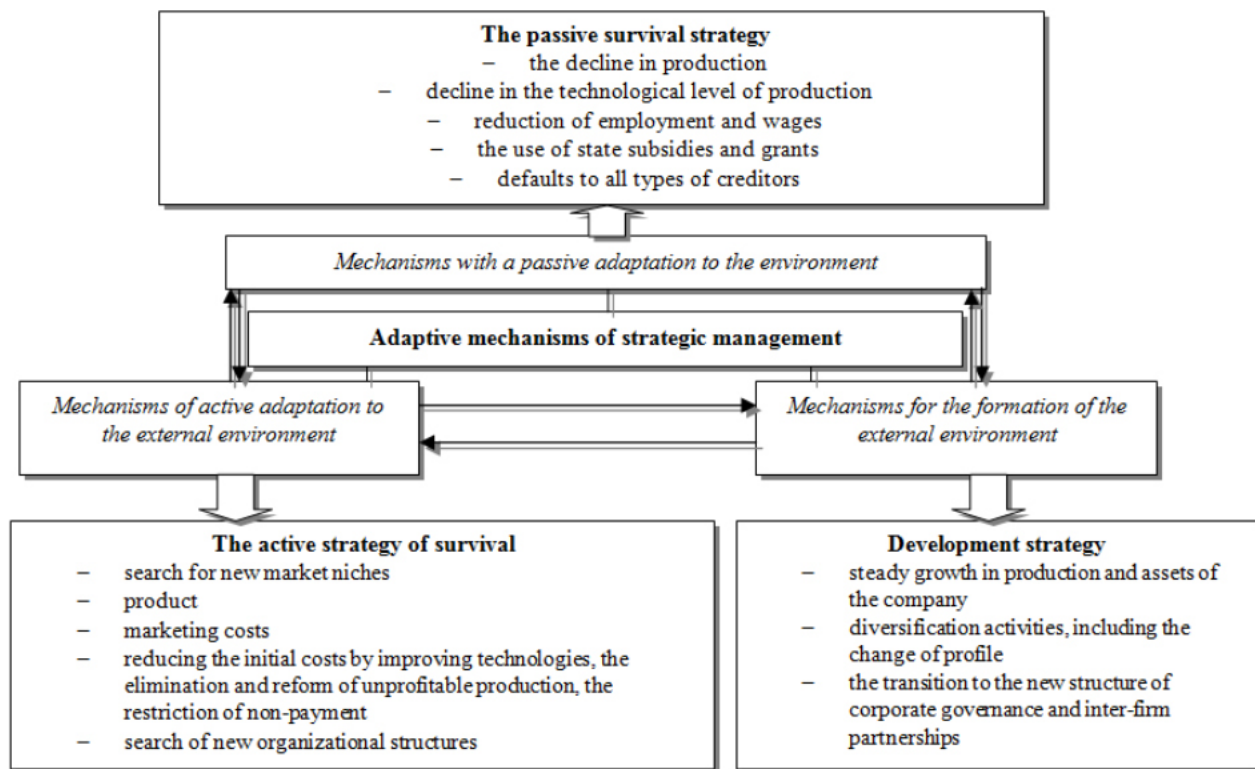 The passive survival strategy
– the decline in production
– decline in the technological level of production
– reduction of employment and wages
– the use of state subsidies and grants
– defaults to all types of creditors
Mechanisms with a passive adaptation to the environment
Adaptive mechanisms of strategic management
Mechanisms of active adaptation to
the external environment
Mechanisms for the formation of the
external environment
The active strategy of survival
– search for new market niches
– product
– marketing costs
– reducing the initial costs by improving technologies, the
elimination and reform of unprofitable production, the
restriction of non-payment
– search of new organizational structures
Development strategy
– steady growth in production and assets of
the company
– diversification activities, including the
change of profile
– the transition to the new structure of
corporate governance and inter-firm
partnerships